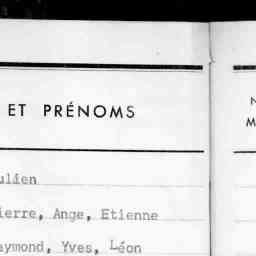 ET PRÉNOMS
ulien
ierre, Ange, Etienne
aymond, Yves, Léon
N
M